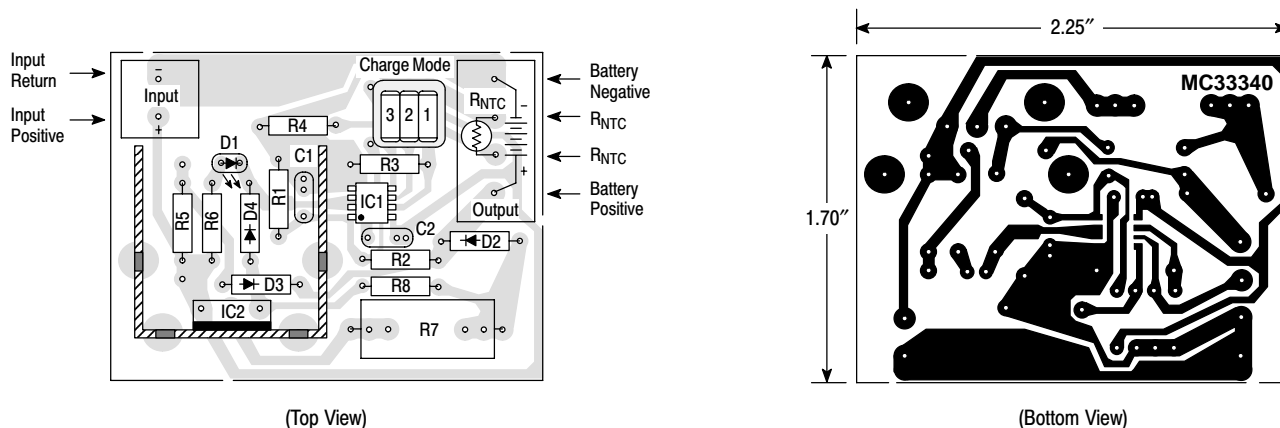 Input
Return
Input
Positive
−
Input
+
D1
R4
C1
R5
R6
D4
R1
D3
IC2
Charge Mode
3 2 1
R3
IC1
C2
R2
R8
R7
D2
RNTC
−
+
Output
Battery
Negative
RNTC
RNTC
Battery
Positive
(Top View)
2.25″
MC33340
1.70″
(Bottom View)